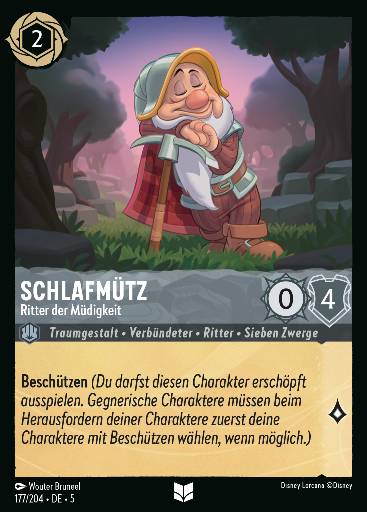 2
SCHLAFMÜTZ
Ritter der Müdigkeit
0
4
Traumgestalt • Verbündeter • Ritter • Sieben Zwerge
Beschützen (Du darfst diesen Charakter erschöpft
ausspielen. Gegnerische Charaktere müssen beim
Herausfordern deiner Charaktere zuerst deine
Charaktere mit Beschützen wählen, wenn möglich.)
Wouter Bruneel
177/204 • DE • 5
Disney Lorcana ©Disney